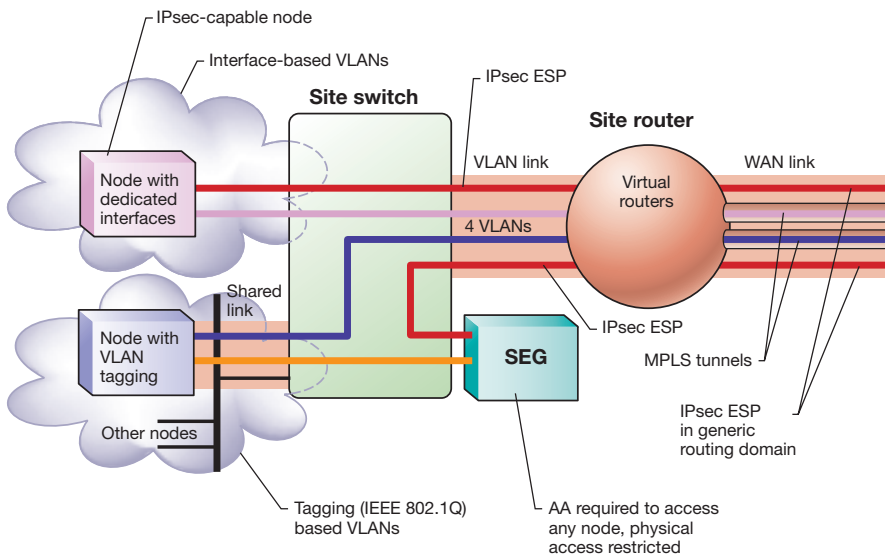 IPsec-capable node
Interface-based VLANs
IPsec ESP
Site switch
Site router
VLAN link
WAN link
Node with
dedicated
interfaces
Virtual
routers
4 VLANs
Shared
link
IPsec ESP
Node with
VLAN
tagging
SEG
MPLS tunnels
Other nodes
IPsec ESP
in generic
routing domain
Tagging (IEEE 802.1Q)
based VLANs
AA required to access
any node, physical
access restricted